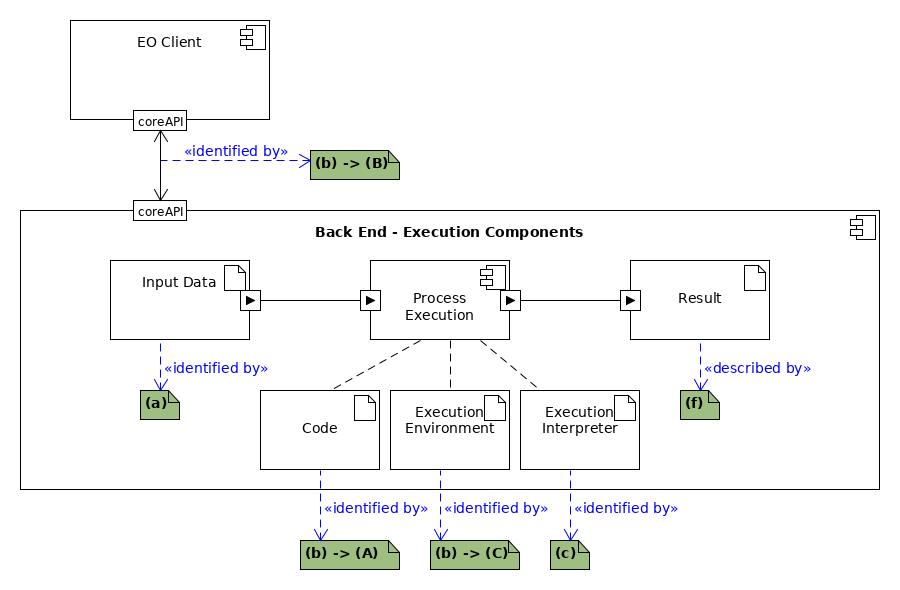 EO Client
coreAPI
«identified by»
(b) -> (B)
coreAPI
Back End - Execution Components
Input Data
Process
Execution
Result
«identified by»
«described by»
(a)
(f)
Code
Execution
Environment
Execution
Interpreter
«identified by»
«identified by»
«identified by»
(b) -> (A)
(b) -> (C)
(c)